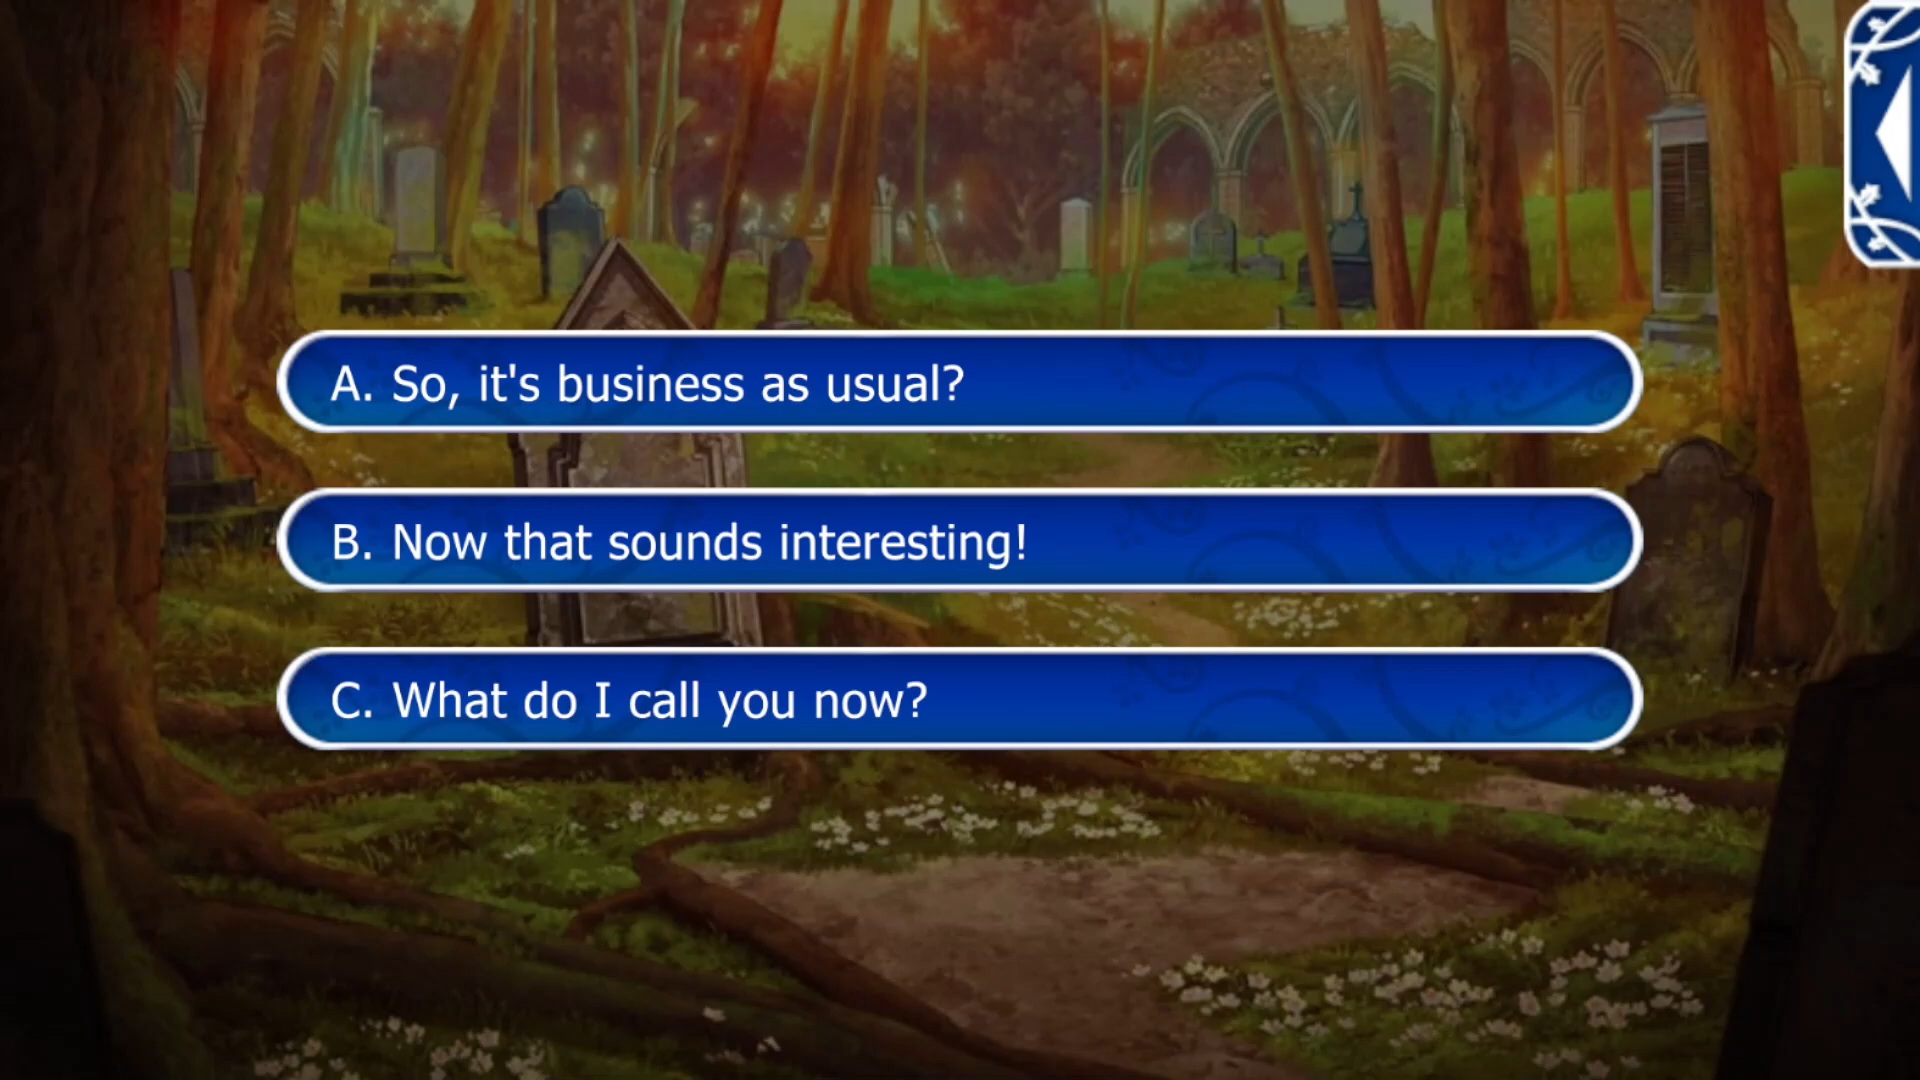 A. So, it's business as usual?
B. Now that sounds interesting!
C. What do I call you now?